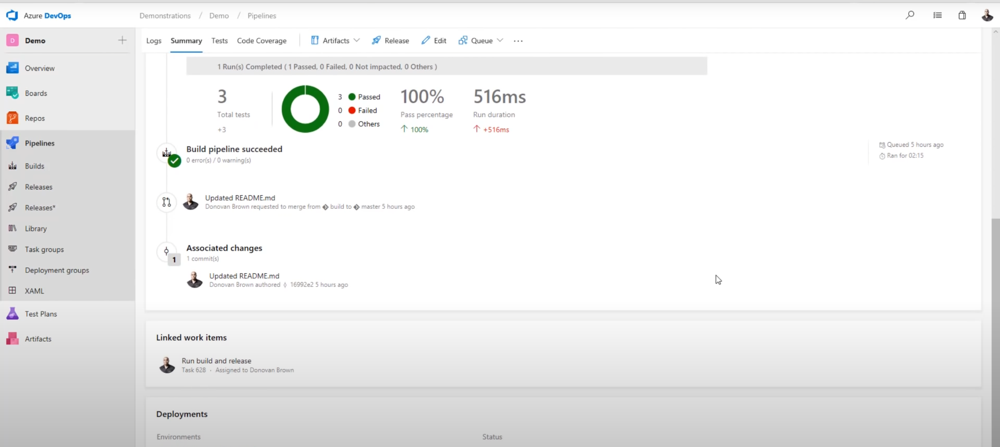 Azure DevOps
Demonstrations / Demo / Pipelines
D Demo
Overview
Boards
Repos
Pipelines
Builds
Releases
Releases*
Library
Task groups
Deployment groups
XAML
Test Plans
Artifacts
Logs Summary Tests Code Coverage Artifacts Release Edit Queue ...
1 Run(s) Completed ( 1 Passed, 0 Failed, 0 Not impacted, 0 Others )
3
Total tests
+3
3 Passed
0 Failed
0 Others
100%
Pass percentage
100%
516ms
Run duration
+516ms
Build pipeline succeeded
0 error(s) / 0 warning(s)
Queued 5 hours ago
Ran for 02:15
Updated README.md
Donovan Brown requested to merge from build to master 5 hours ago
1
Associated changes
1 commit(s)
Updated README.md
Donovan Brown authored 16992e2 5 hours ago
Linked work items
Run build and release
Task 628 · Assigned to Donovan Brown
Deployments
Environments Status